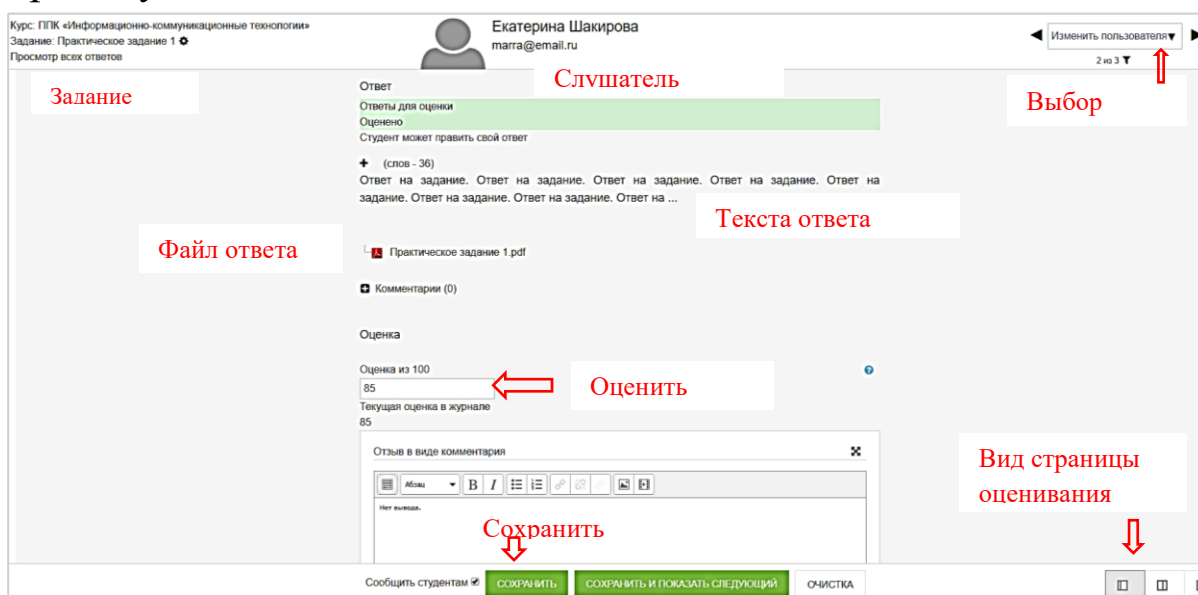 Курс: ППК «Информационно-коммуникационные технологии»
Задание: Практическое задание 1
Просмотр всех ответов
Екатерина Шакирова
marra@email.ru
Изменить пользователя
2 из 3
Задание
Слушатель
Выбор
Ответ
Ответы для оценки
Оценено
Студент может править свой ответ
(слов - 36)
Ответ на задание. Ответ на задание. Ответ на задание. Ответ на задание. Ответ на
задание. Ответ на задание. Ответ на задание. Ответ на ...
Текста ответа
Файл ответа
Практическое задание 1.pdf
Комментарии (0)
Оценка
Оценка из 100
85
Оценить
Текущая оценка в журнале
85
Отзыв в виде комментария
Вид страницы
оценивания
Абзац B I
Нет вывода.
Сохранить
Сообщить студентам СОХРАНИТЬ СОХРАНИТЬ И ПОКАЗАТЬ СЛЕДУЮЩИЙ ОЧИСТКА